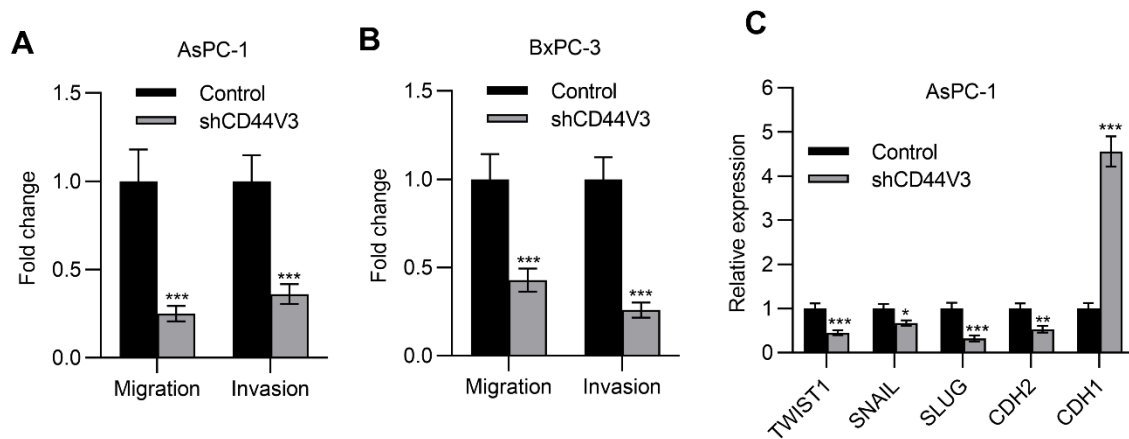 A
AsPC-1
Control
shCD44V3
Fold change
1.5
1.0
0.5
0.0
***
***
Migration
Invasion
B
BxPC-3
Control
shCD44V3
Fold change
1.5
1.0
0.5
0.0
***
***
Migration
Invasion
C
AsPC-1
Control
shCD44V3
Relative expression
6
5
4
3
2
1
0
***
*
***
**
***
TWIST1
SNAIL
SLUG
CDH2
CDH1